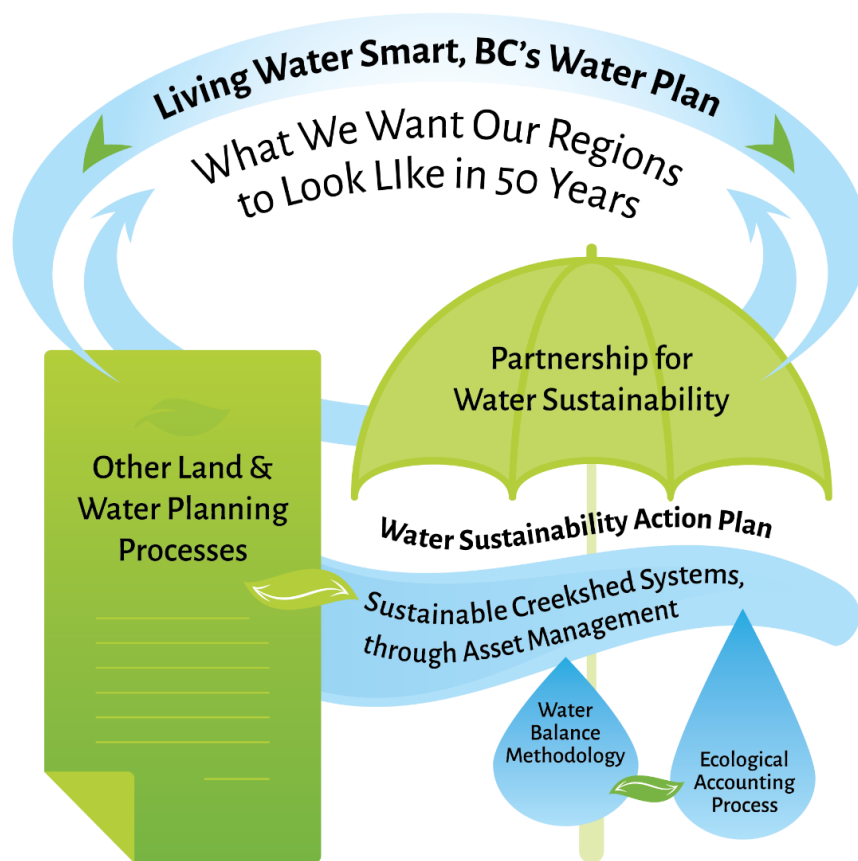 Living Water Smart, BC's Water Plan
What We Want Our Regions
to Look LIke in 50 Years
Partnership for
Water Sustainability
Other Land &
Water Planning
Processes
Water Sustainability Action Plan
Sustainable Creekshed Systems,
through Asset Management
Water
Balance
Methodology
Ecological
Accounting
Process